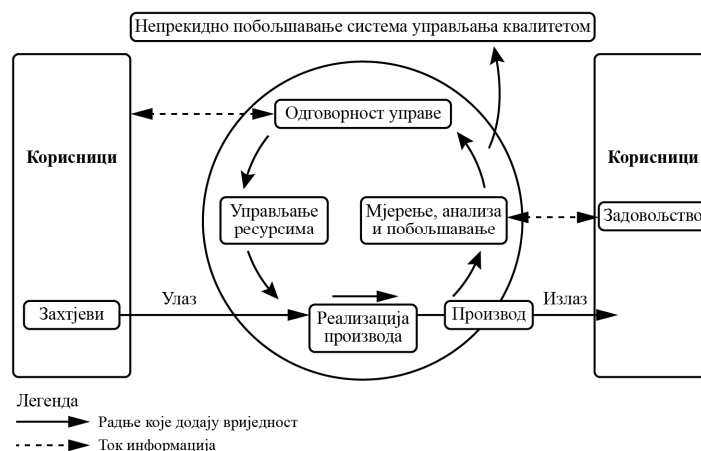 Непрекидно побољшавање система управљања квалитетом
Одговорност управе
Корисници
Корисници
Управљање
ресурсима
Мјерење, анализа
и побољшавање
Задовољство
Захтјеви
Улаз
Реализација
производа
Производ
Излаз
Легенда
Радње које додају вриједност
Ток информација